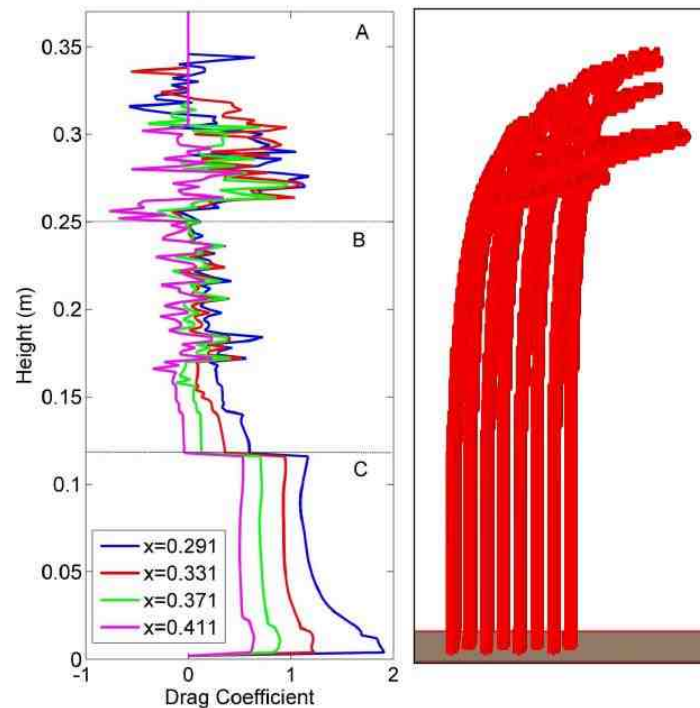 0.35
A
0.3
0.25
B
0.2
Height (m)
0.15
C
0.1
x=0.291
x=0.331
0.05
x=0.371
x=0.411
0
-1 0 1 2
Drag Coefficient